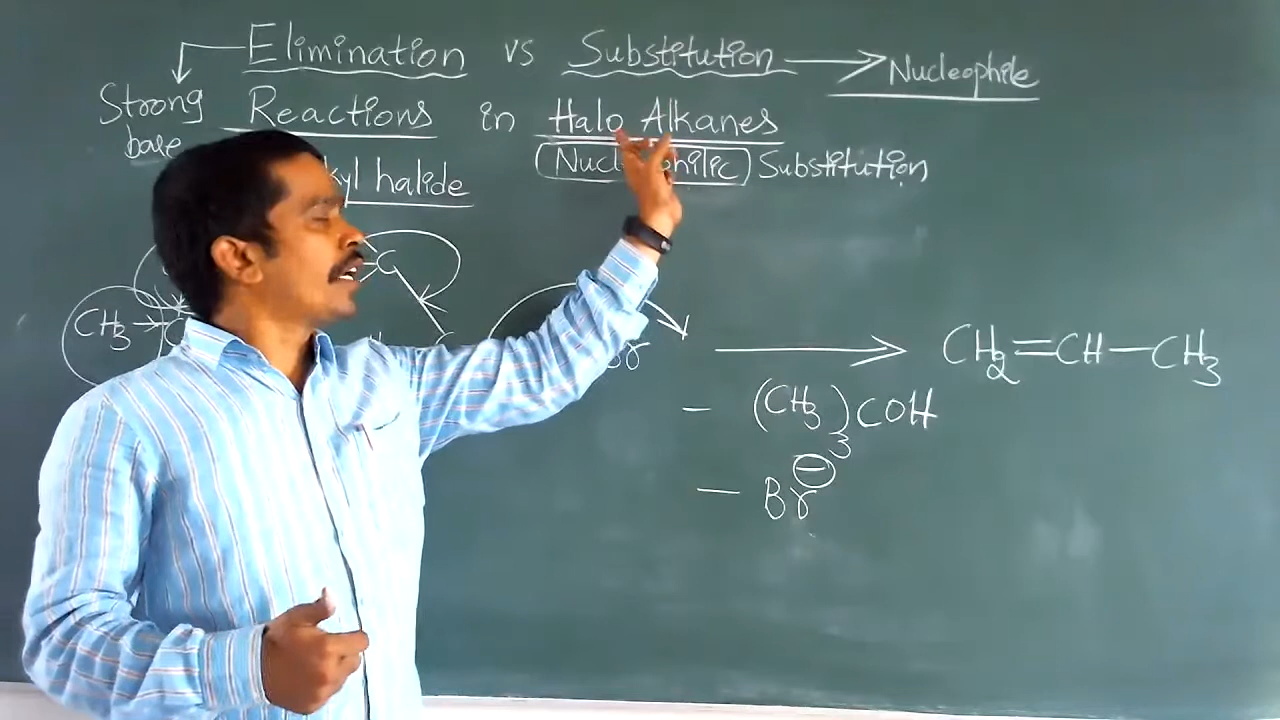 Elimination vs Substitution → Nucleophile
Strong Reactions in Halo Alkanes
base
halide Substitution
CH3
CH2=CH—CH3
— (CH3)3COH
— Br⊖